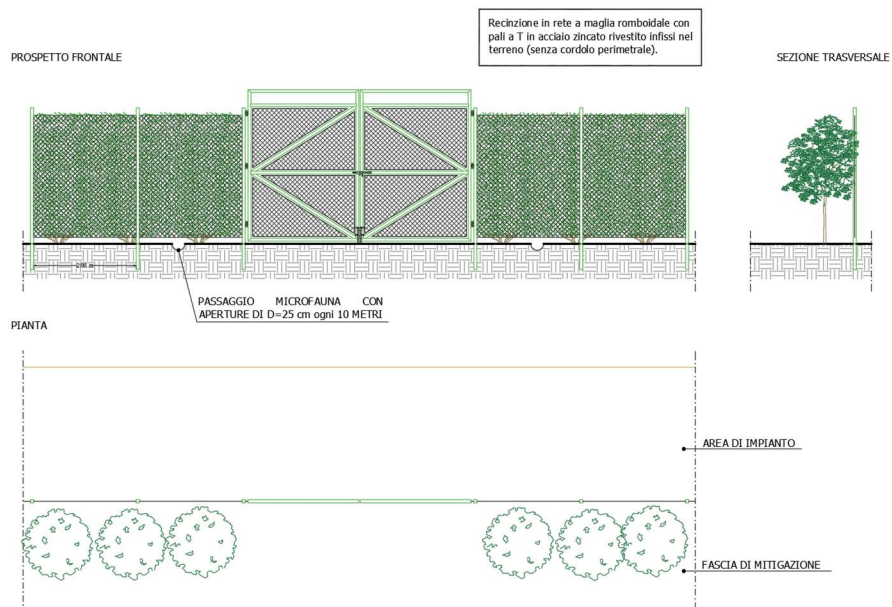 Recinzione in rete a maglia romboidale con
pali a T in acciaio zincato rivestito infissi nel
terreno (senza cordolo perimetrale).
PROSPETTO FRONTALE
SEZIONE TRASVERSALE
PASSAGGIO MICROFAUNA CON
APERTURE DI D=25 cm ogni 10 METRI
PIANTA
AREA DI IMPIANTO
FASCIA DI MITIGAZIONE